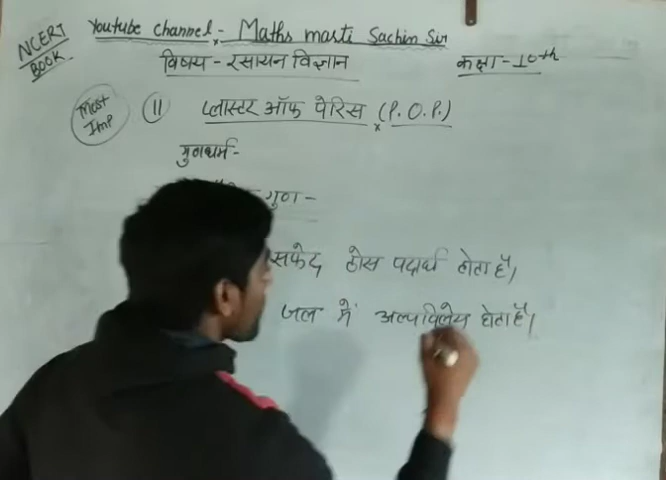 NCERT BOOK
Youtube channel - Maths masti Sachin Sir
विषय - रसायन विज्ञान कक्षा - 10th
Most Imp
11 प्लास्टर ऑफ पेरिस (P.O.P.)
गुणधर्म -
गुण -
सफेद ठोस पदार्थ होता है।
जल में अल्पविलेय होता है।